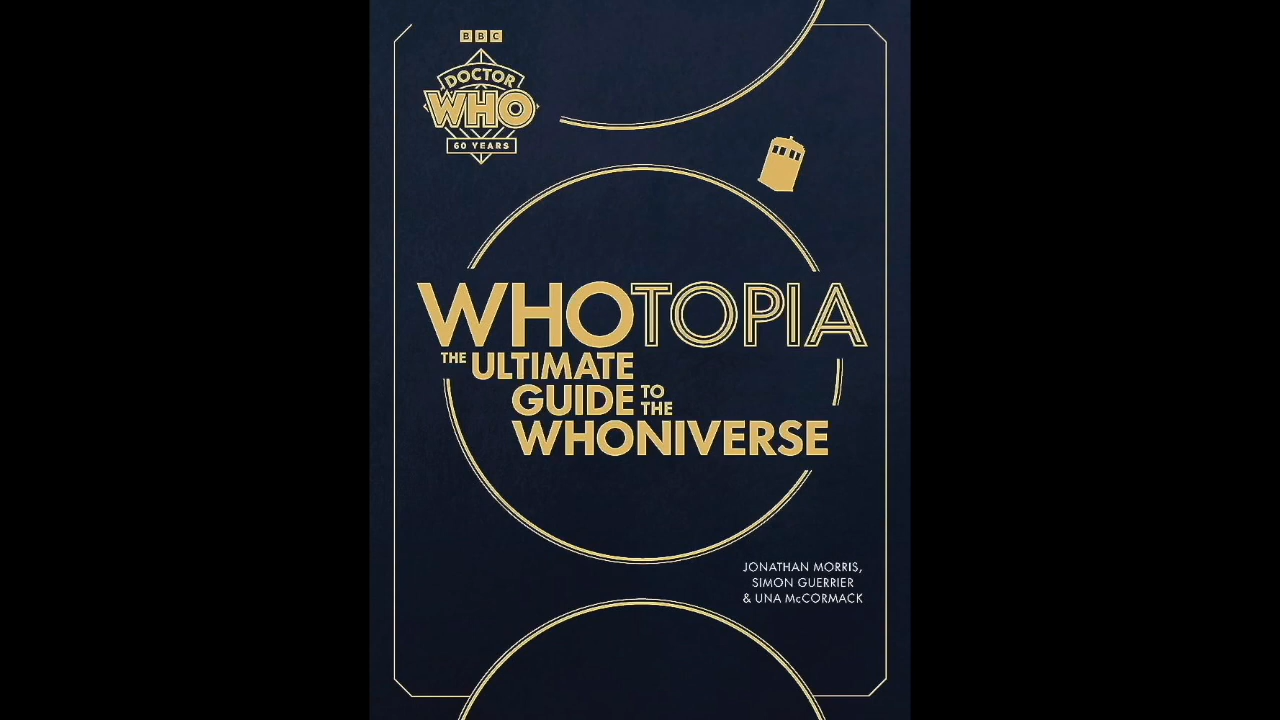 BBC
DOCTOR
WHO
60 YEARS
WHOTOPIA
THE ULTIMATE
GUIDE TO THE
WHONIVERSE
JONATHAN MORRIS,
SIMON GUERRIER
& UNA McCORMACK